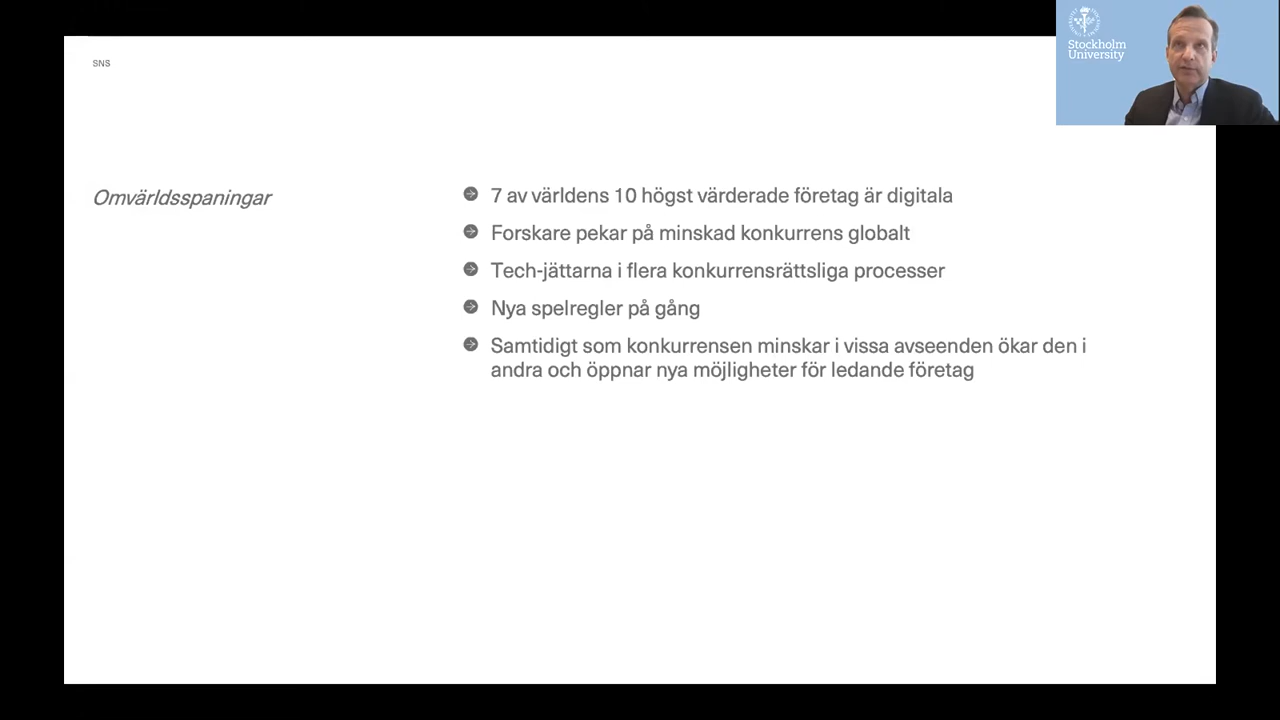 SNS
Stockholm
University
Omvärldsspaningar
7 av världens 10 högst värderade företag är digitala
Forskare pekar på minskad konkurrens globalt
Tech-jättarna i flera konkurrensrättsliga processer
Nya spelregler på gång
Samtidigt som konkurrensen minskar i vissa avseenden ökar den i
andra och öppnar nya möjligheter för ledande företag